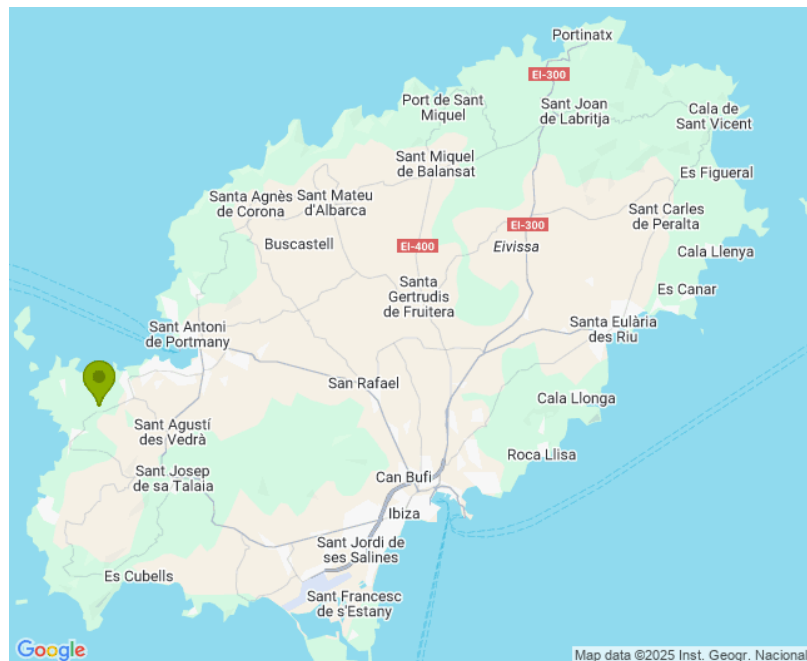 Portinatx
EI-300
Port de Sant
Miquel
Sant Joan
de Labritja
Cala de
Sant Vicent
Sant Miquel
de Balansat
Es Figueral
Santa Agnès
de Corona
Sant Mateu
d'Albarca
Sant Carles
de Peralta
EI-300
Buscastell
EI-400
Eivissa
Cala Llenya
Santa
Gertrudis
de Fruitera
Es Canar
Sant Antoni
de Portmany
Santa Eulària
des Riu
San Rafael
Cala Llonga
Sant Agustí
des Vedrà
Roca Llisa
Sant Josep
de sa Talaia
Can Bufi
Ibiza
Sant Jordi de
ses Salines
Es Cubells
Sant Francesc
de s'Estany
Google
Map data ©2025 Inst. Geogr. Nacional